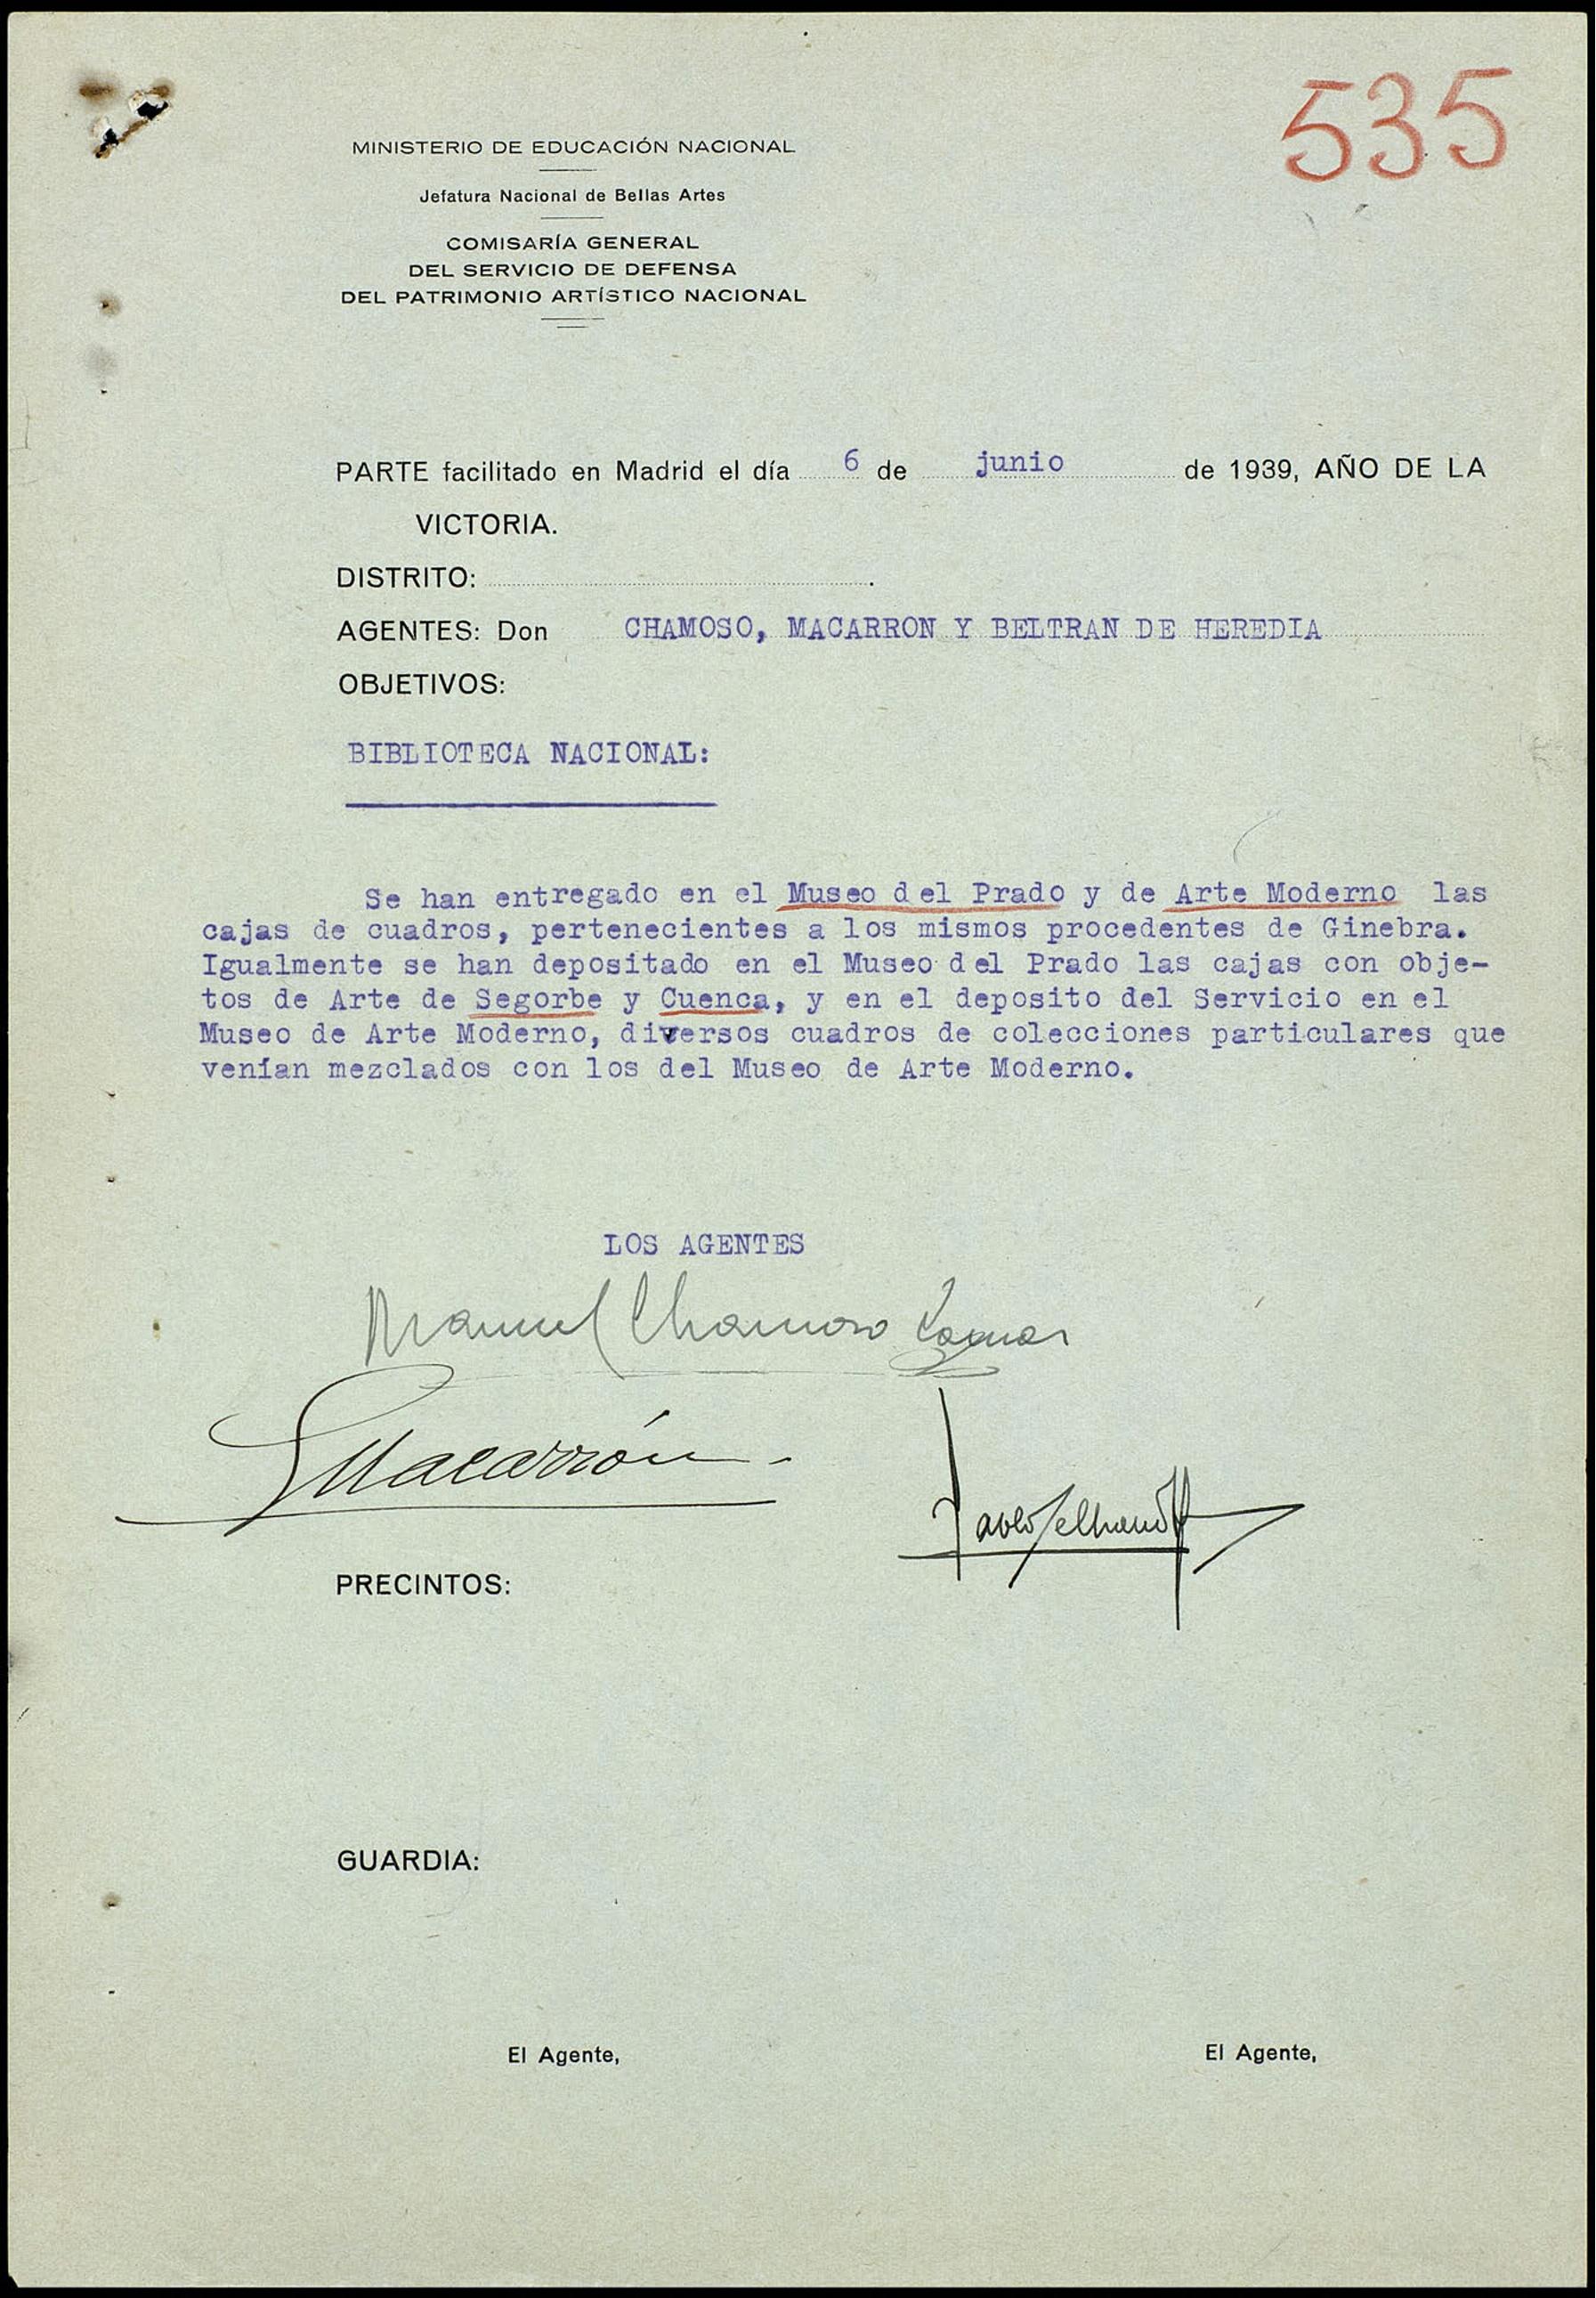 535
MINISTERIO DE EDUCACIÓN NACIONAL
Jefatura Nacional de Bellas Artes
COMISARÍA GENERAL
DEL SERVICIO DE DEFENSA
DEL PATRIMONIO ARTÍSTICO NACIONAL
PARTE facilitado en Madrid el día 6 de junio de 1939, AÑO DE LA
VICTORIA.
DISTRITO:
AGENTES: Don CHAMOSO, MACARRON Y BELTRAN DE HEREDIA
OBJETIVOS:
BIBLIOTECA NACIONAL:
Se han entregado en el Museo del Prado y de Arte Moderno las
cajas de cuadros, pertenecientes a los mismos procedentes de Ginebra.
Igualmente se han depositado en el Museo del Prado las cajas con obje-
tos de Arte de Segorbe y Cuenca, y en el deposito del Servicio en el
Museo de Arte Moderno, diversos cuadros de colecciones particulares que
venían mezclados con los del Museo de Arte Moderno.
LOS AGENTES
Manuel Chamoso Lamas
Macarrón
Pablo
PRECINTOS:
GUARDIA:
El Agente, El Agente,